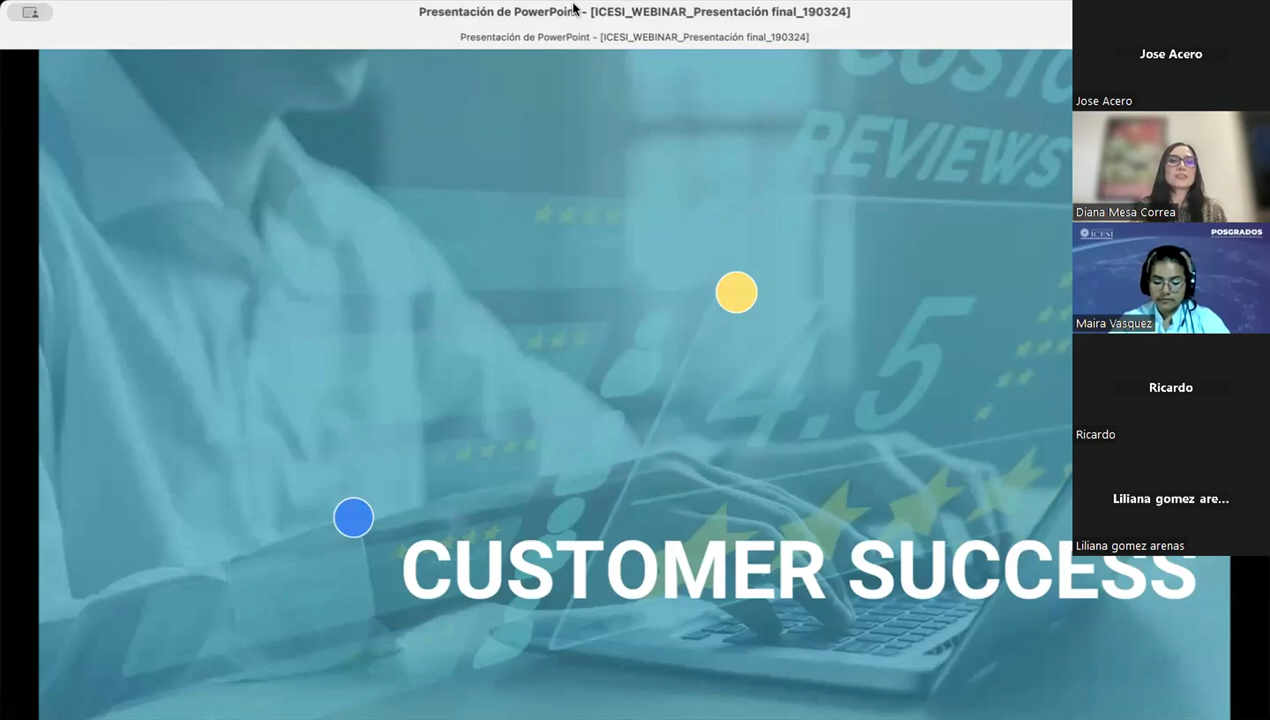 Presentación de PowerPoint - [ICESI_WEBINAR_Presentación final_190324]
Presentación de PowerPoint - [ICESI_WEBINAR_Presentación final_190324]
REVIEWS
4.5
CUSTOMER SUCCESS
Jose Acero
Jose Acero
Diana Mesa Correa
ICESI
POSGRADOS
Maira Vasquez
Ricardo
Ricardo
Liliana gomez are...
Liliana gomez arenas